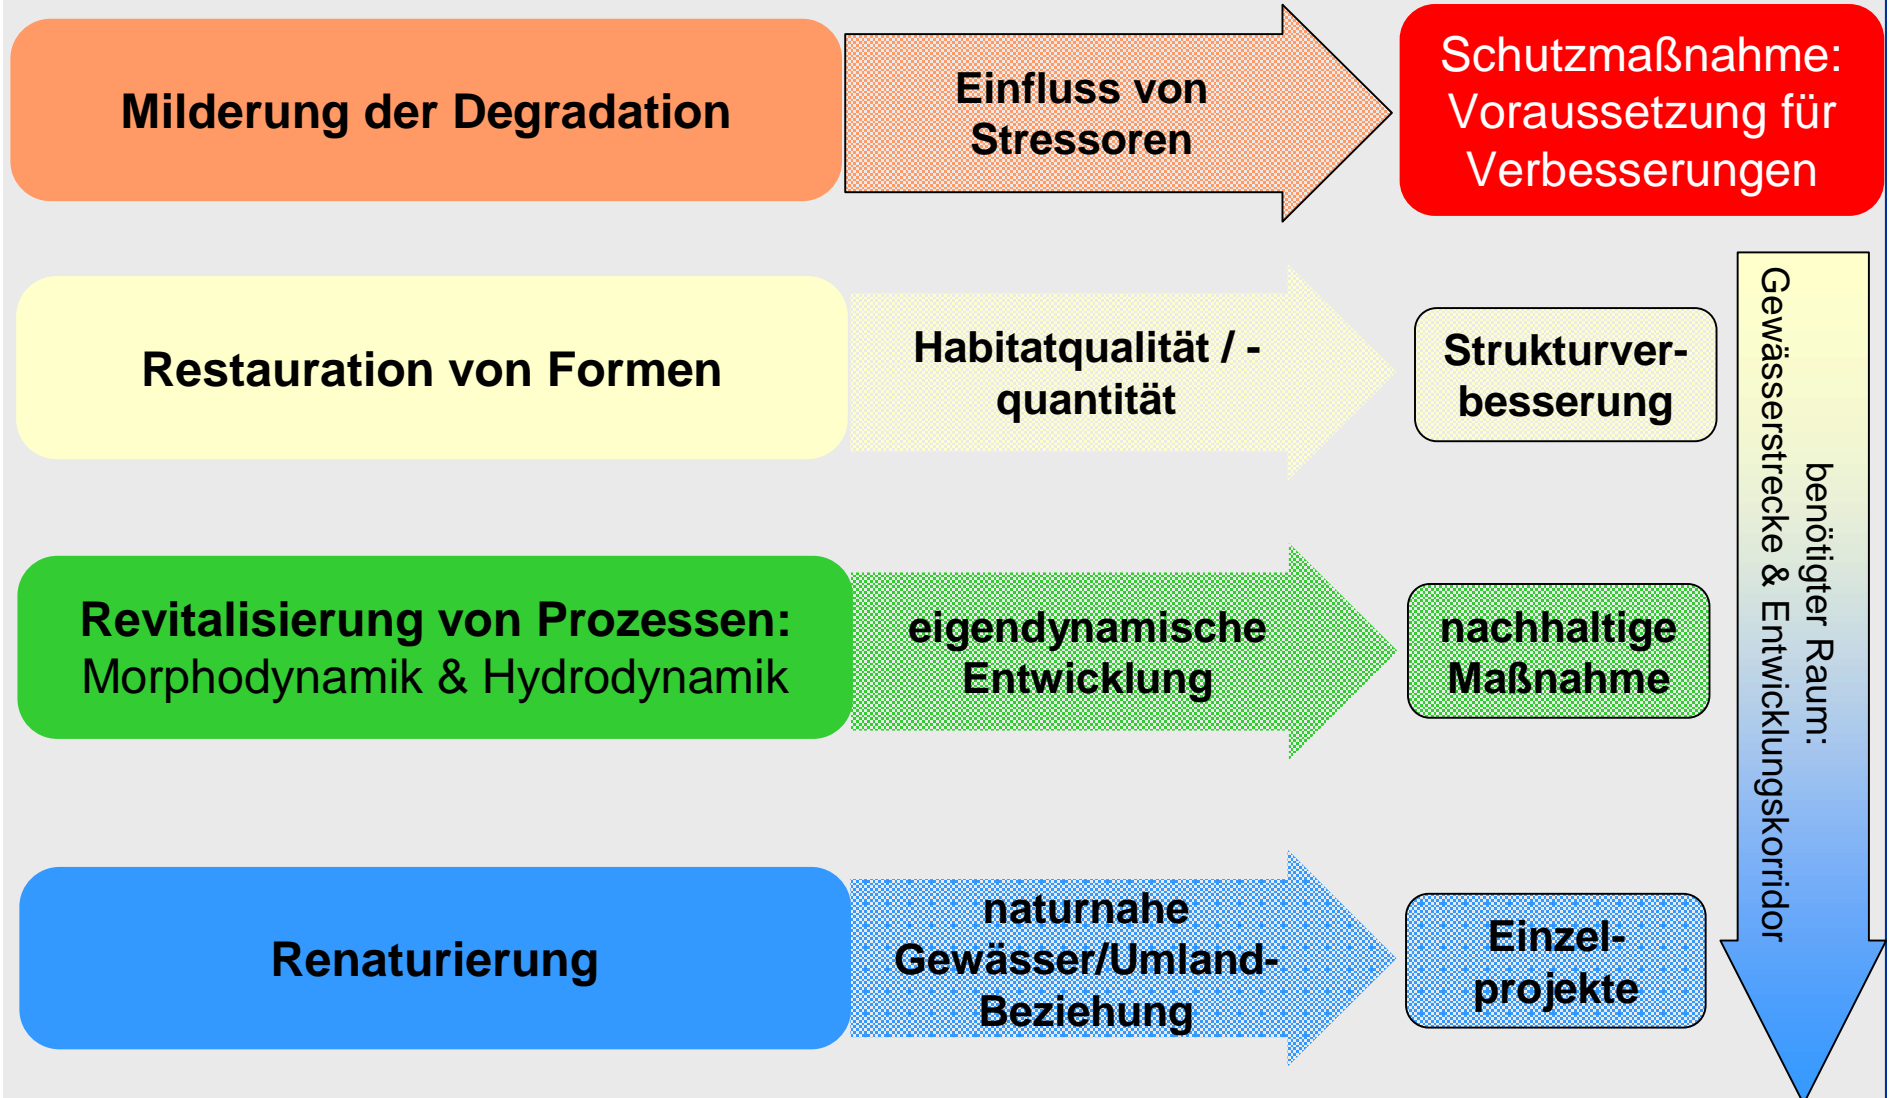 Milderung der Degradation
Einfluss von
Stressoren
Schutzmaßnahme:
Voraussetzung für
Verbesserungen
Restauration von Formen
Habitatqualität / -
quantität
Strukturver-
besserung
Revitalisierung von Prozessen:
Morphodynamik & Hydrodynamik
eigendynamische
Entwicklung
nachhaltige
Maßnahme
Renaturierung
naturnahe
Gewässer/Umland-
Beziehung
Einzel-
projekte
benötigter Raum:
Gewässerstrecke & Entwicklungskorridor